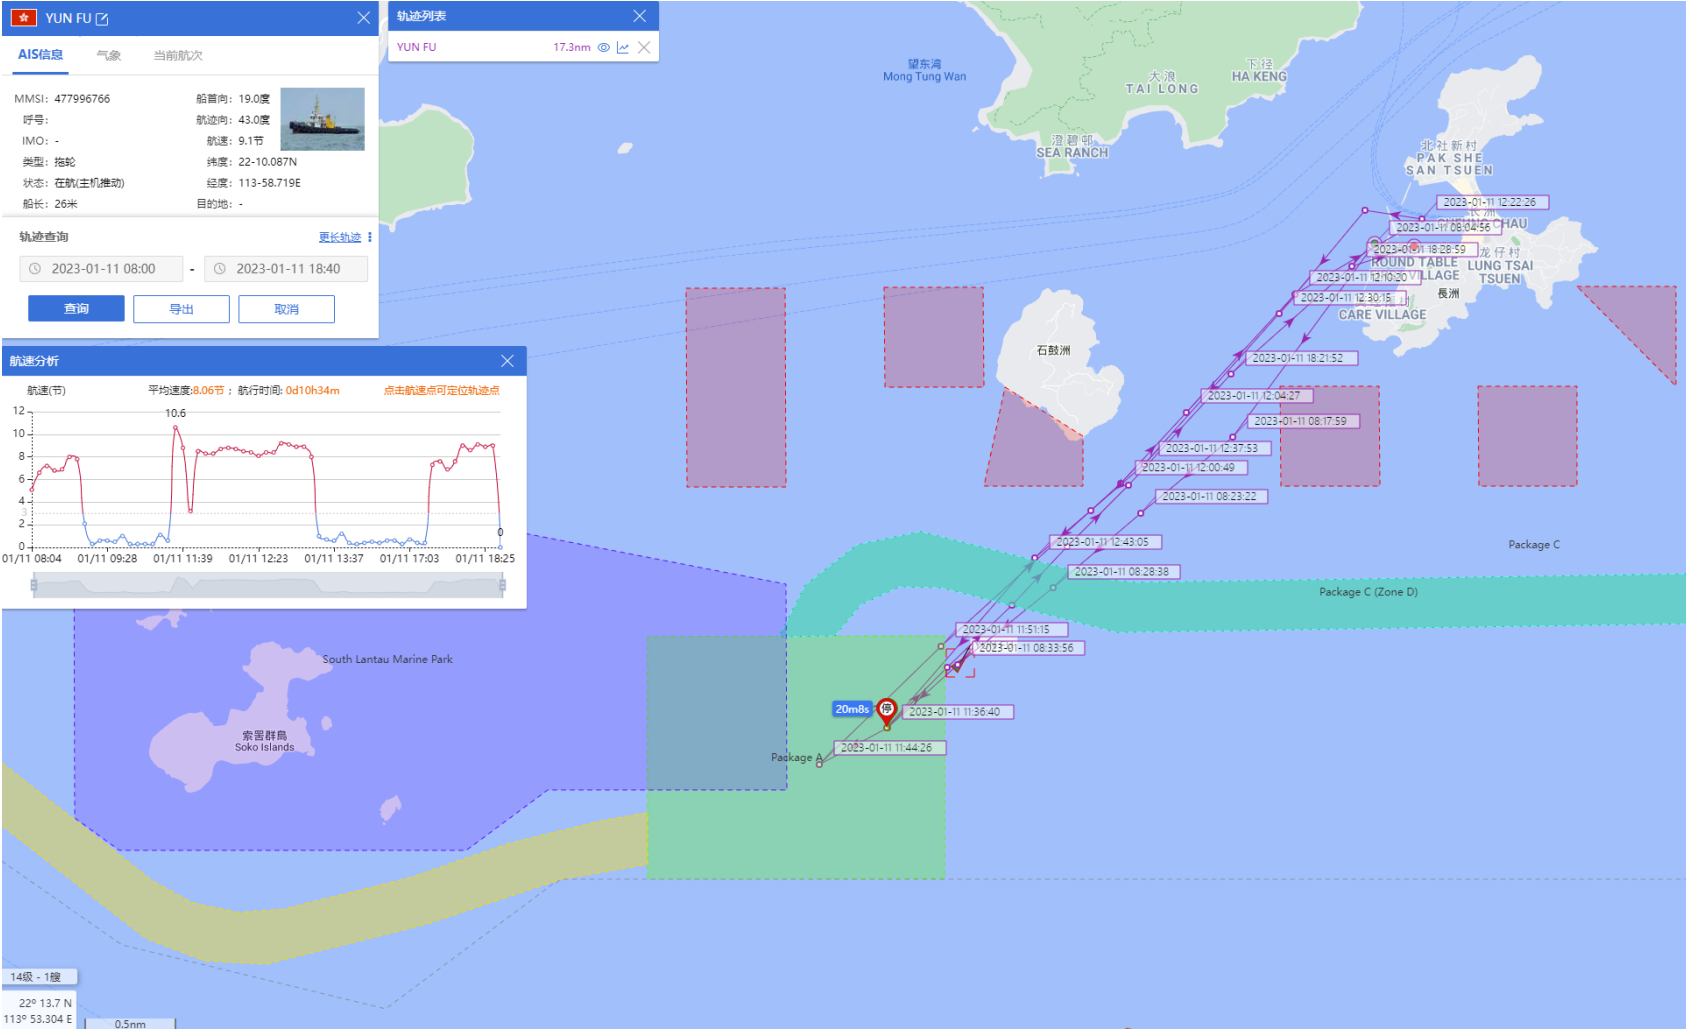 YUN FU
AIS信息
气象
当前航次
MMSI: 477996766
船首向: 19.0度
呼号:
航迹向: 43.0度
IMO: -
航速: 9.1节
类型: 拖轮
纬度: 22-10.087N
状态: 在航(主机推动)
经度: 113-58.719E
船长: 26米
目的地: -
轨迹查询
更长轨迹
2023-01-11 08:00 - 2023-01-11 18:40
查询
导出
取消
轨迹列表
YUN FU
17.3nm
航速分析
航速(节)
平均速度:8.06节 ; 航行时间: 0d10h34m
点击航速点可定位轨迹点
12
10
8
6
4
3
2
0
10.6
0
01/11 08:04
01/11 09:28
01/11 11:39
01/11 12:23
01/11 13:37
01/11 17:03
01/11 18:25
望东湾
Mong Tung Wan
大浪
TAI LONG
下径
HA KENG
澄碧邨
SEA RANCH
北社新村
PAK SHE
SAN TSUEN
2023-01-11 12:22:26
长洲
CHEUNG CHAU
2023-01-11 08:04:56
2023-01-11 18:28:59
龙仔村
LUNG TSAI
TSUEN
ROUND TABLE
VILLAGE
2023-01-11 12:10:20
長洲
2023-01-11 12:30:15
CARE VILLAGE
石鼓洲
2023-01-11 18:21:52
2023-01-11 12:04:27
2023-01-11 08:17:59
2023-01-11 12:37:53
2023-01-11 12:00:49
2023-01-11 08:23:22
2023-01-11 12:43:05
Package C
2023-01-11 08:28:38
Package C (Zone D)
2023-01-11 11:51:15
2023-01-11 08:33:56
South Lantau Marine Park
20m8s
停
2023-01-11 11:36:40
索罟群島
Soko Islands
2023-01-11 11:44:26
Package A
14级 - 1艘
22º 13.7 N
113º 53.304 E
0.5nm